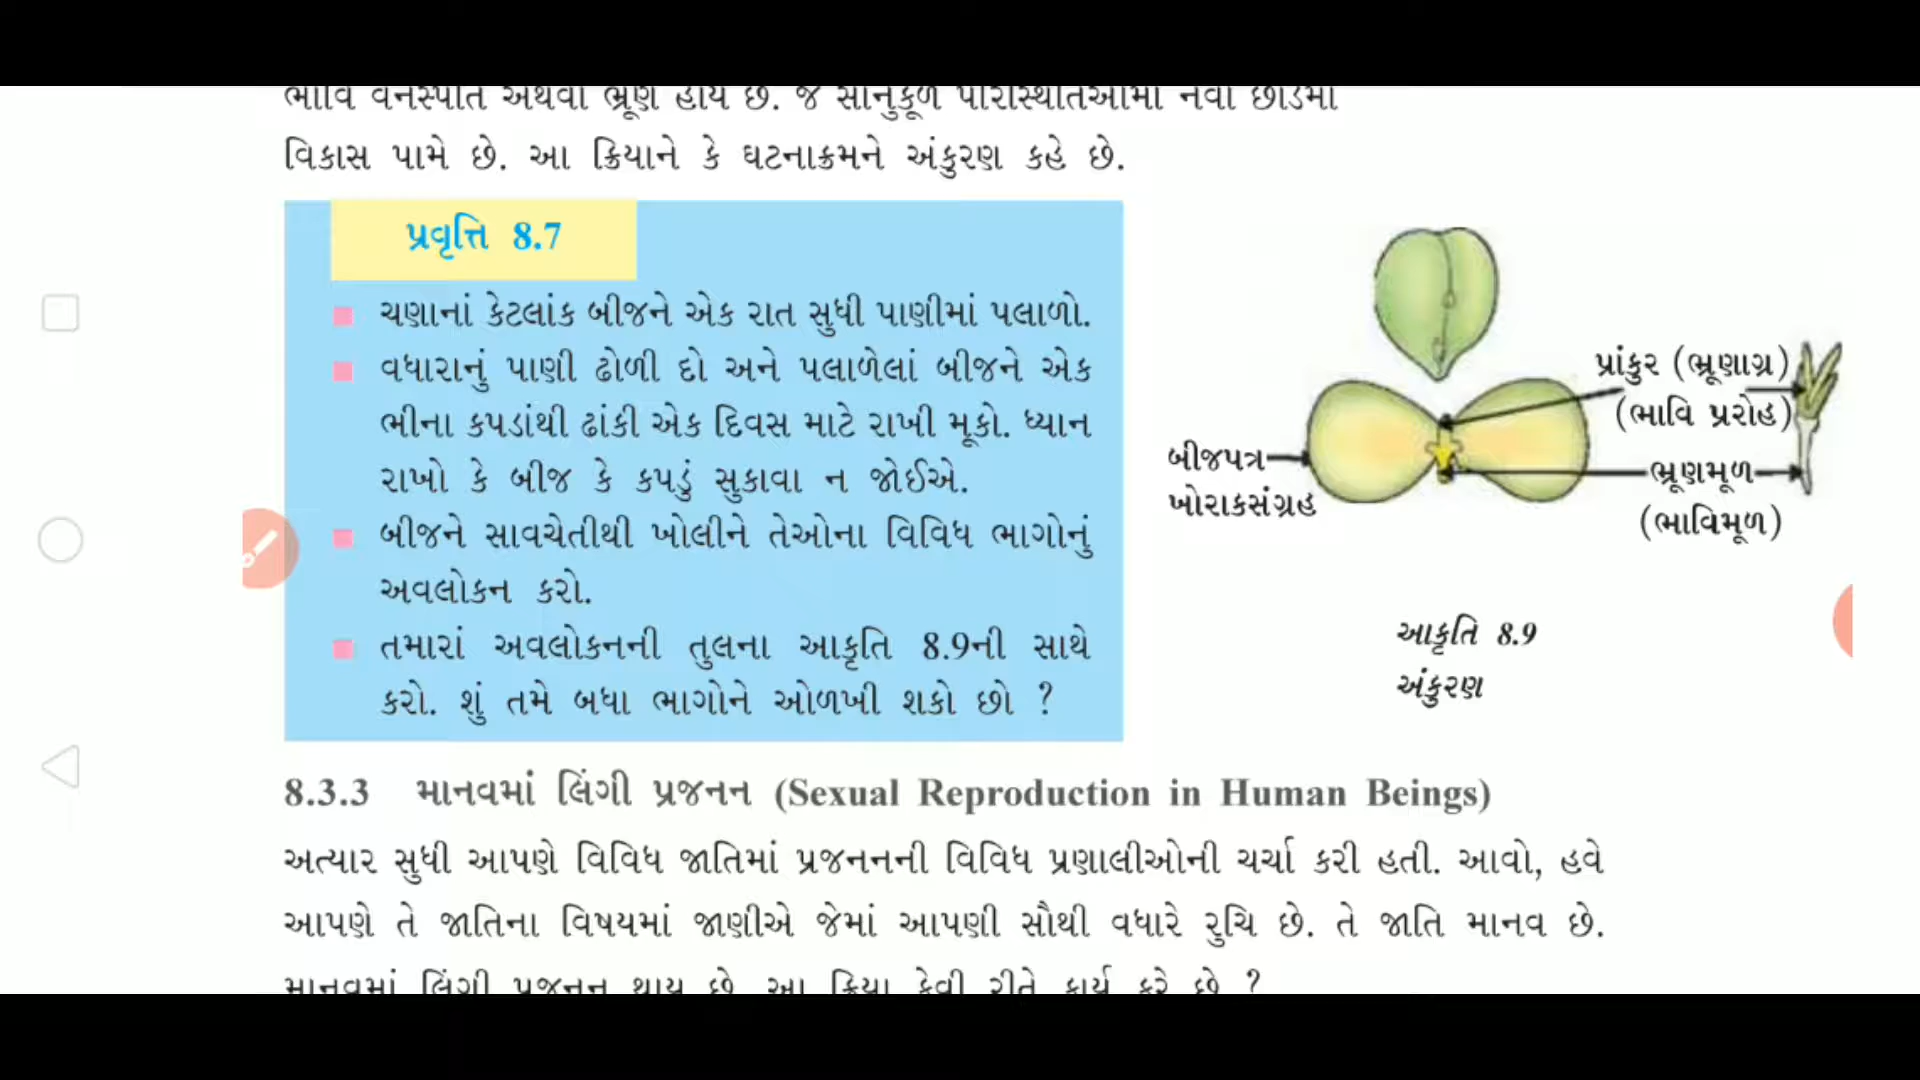 ભાવિ વનસ્પતિ અથવા ભ્રૂણ હોય છે. જે સાનુકૂળ પરિસ્થિતિઓમાં નવા છોડમાં
વિકાસ પામે છે. આ ક્રિયાને કે ઘટનાક્રમને અંકુરણ કહે છે.
પ્રવૃત્તિ 8.7
ચણાનાં કેટલાંક બીજને એક રાત સુધી પાણીમાં પલાળો.
વધારાનું પાણી ઢોળી દો અને પલાળેલાં બીજને એક
ભીના કપડાંથી ઢાંકી એક દિવસ માટે રાખી મૂકો. ધ્યાન
રાખો કે બીજ કે કપડું સુકાવા ન જોઈએ.
બીજને સાવચેતીથી ખોલીને તેઓના વિવિધ ભાગોનું
અવલોકન કરો.
તમારાં અવલોકનની તુલના આકૃતિ 8.9ની સાથે
કરો. શું તમે બધા ભાગોને ઓળખી શકો છો ?
પ્રાંકુર (ભ્રૂણાગ્ર)
(ભાવિ પ્રરોહ)
બીજપત્ર
ખોરાકસંગ્રહ
ભ્રૂણમૂળ
(ભાવિમૂળ)
આકૃતિ 8.9
અંકુરણ
8.3.3 માનવમાં લિંગી પ્રજનન (Sexual Reproduction in Human Beings)
અત્યાર સુધી આપણે વિવિધ જાતિમાં પ્રજનનની વિવિધ પ્રણાલીઓની ચર્ચા કરી હતી. આવો, હવે
આપણે તે જાતિના વિષયમાં જાણીએ જેમાં આપણી સૌથી વધારે રુચિ છે. તે જાતિ માનવ છે.
માનવમાં લિંગી પ્રજનન થાય છે. આ ક્રિયા કેવી રીતે કાર્ય કરે છે ?